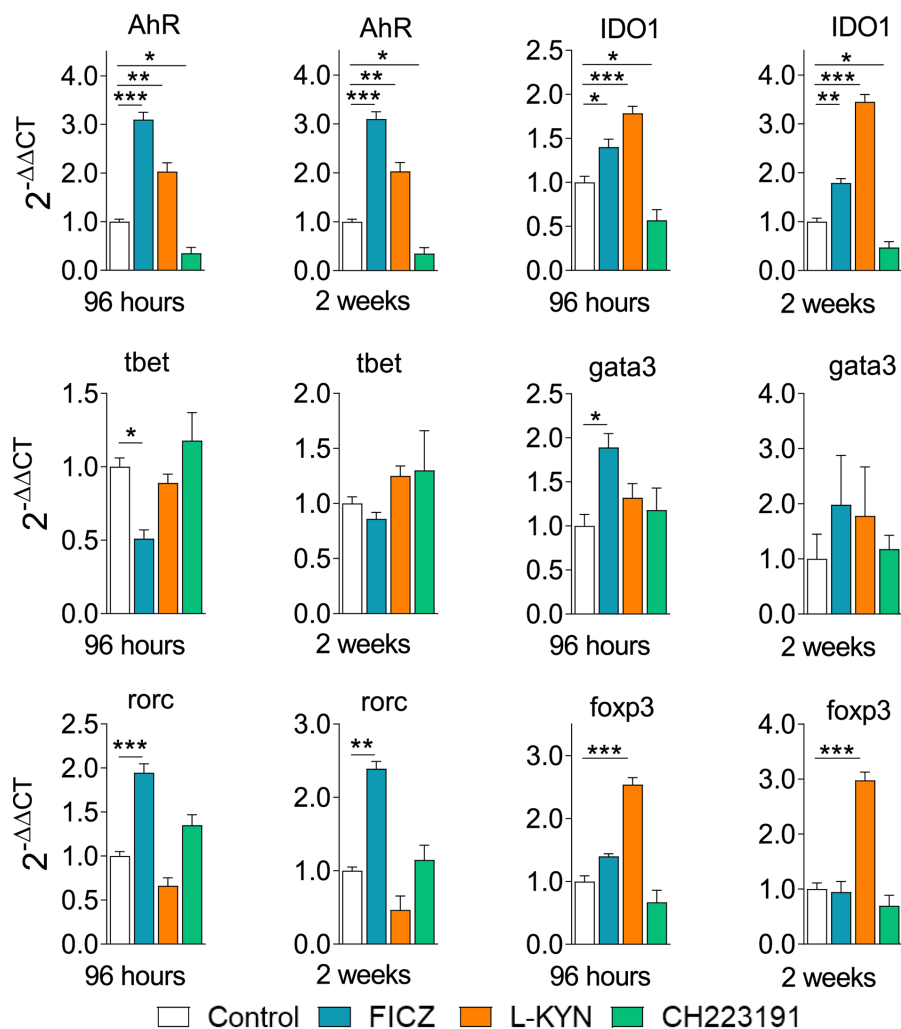 AhR
AhR
IDO1
IDO1
2^-ΔΔCT
4.0
3.0
2.0
1.0
0.0
*
**
***
96 hours
4.0
3.0
2.0
1.0
0.0
*
**
***
2 weeks
2.5
2.0
1.5
1.0
0.5
0.0
*
***
*
96 hours
4.0
3.0
2.0
1.0
0.0
*
***
**
2 weeks
tbet
tbet
gata3
gata3
2^-ΔΔCT
1.5
1.0
0.5
0.0
*
96 hours
2.0
1.5
1.0
0.5
0.0
2 weeks
2.5
2.0
1.5
1.0
0.5
0.0
*
96 hours
4.0
3.0
2.0
1.0
0.0
2 weeks
rorc
rorc
foxp3
foxp3
2^-ΔΔCT
2.5
2.0
1.5
1.0
0.5
0.0
***
96 hours
3.0
2.0
1.0
0.0
**
2 weeks
3.0
2.0
1.0
0.0
***
96 hours
4.0
3.0
2.0
1.0
0.0
***
2 weeks
Control FICZ L-KYN CH223191